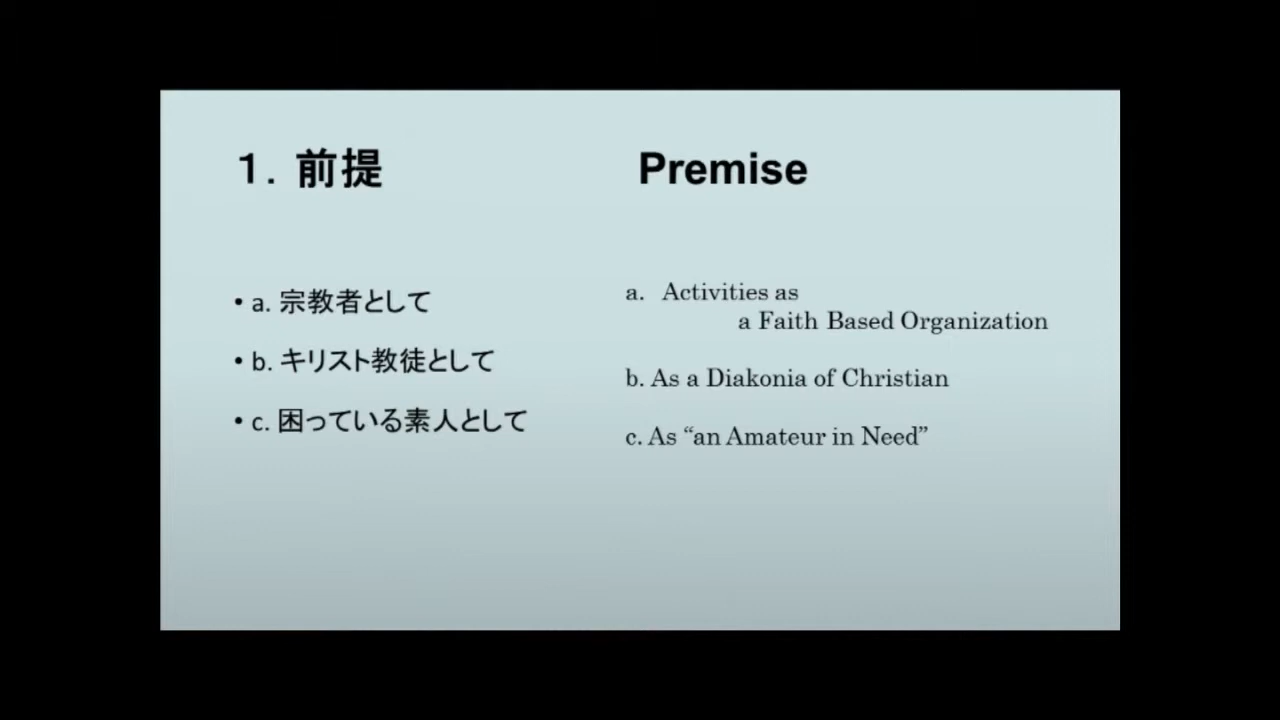 １．前提
Premise
• a. 宗教者として
• b. キリスト教徒として
• c. 困っている素人として
a. Activities as
a Faith Based Organization
b. As a Diakonia of Christian
c. As “an Amateur in Need”